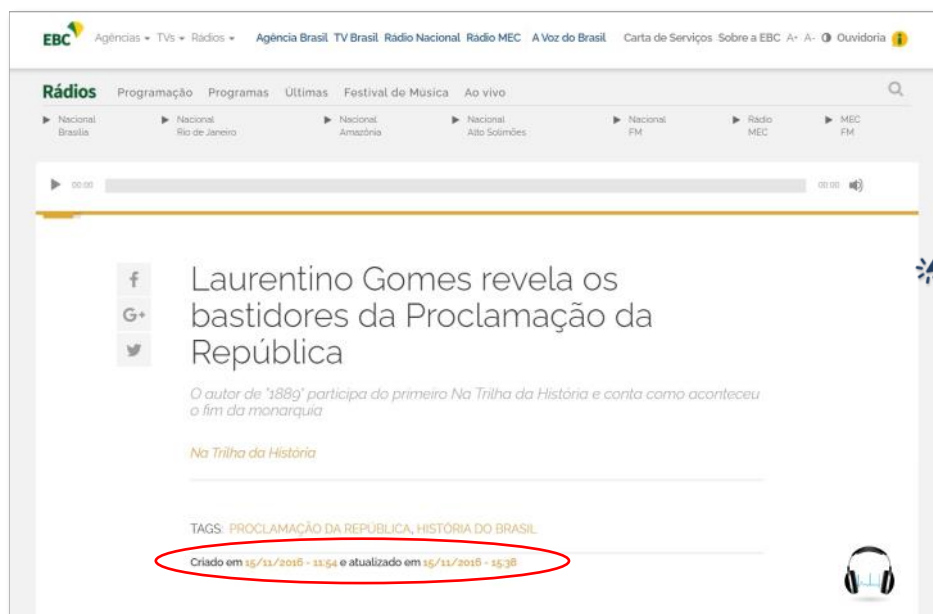 EBC Agências TVs Rádios Agência Brasil TV Brasil Rádio Nacional Rádio MEC A Voz do Brasil Carta de Serviços Sobre a EBC A+ A- Ouvidoria i
Rádios Programação Programas Últimas Festival de Música Ao vivo
Nacional Nacional Nacional Nacional Nacional Rádio MEC
Brasília Rio de Janeiro Amazônia Alto Solimões FM MEC FM
00:00 00:00
f
Laurentino Gomes revela os
G+
bastidores da Proclamação da
República
O autor de "1889" participa do primeiro Na Trilha da História e conta como aconteceu
o fim da monarquia
Na Trilha da História
TAGS: PROCLAMAÇÃO DA REPÚBLICA, HISTÓRIA DO BRASIL
Criado em 15/11/2016 - 11:54 e atualizado em 15/11/2016 - 15:38